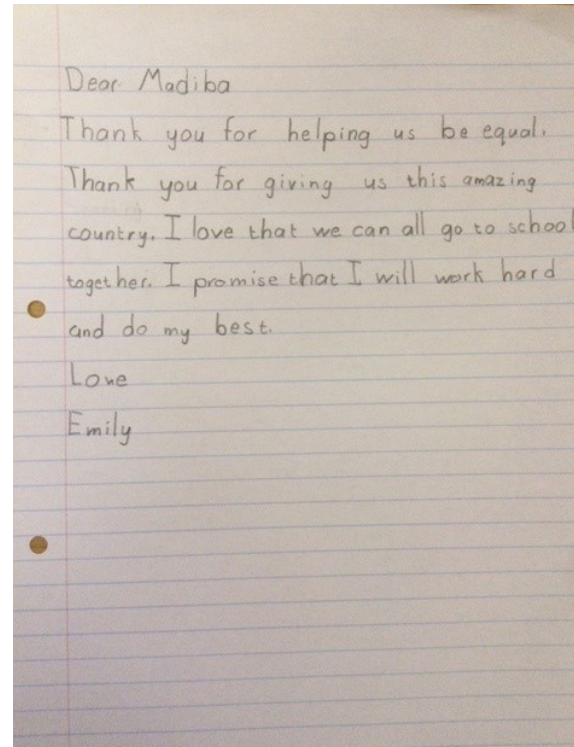 Dear Madiba
Thank you for helping us be equal.
Thank you for giving us this amazing
country. I love that we can all go to school
together. I promise that I will work hard
and do my best.
Love
Emily